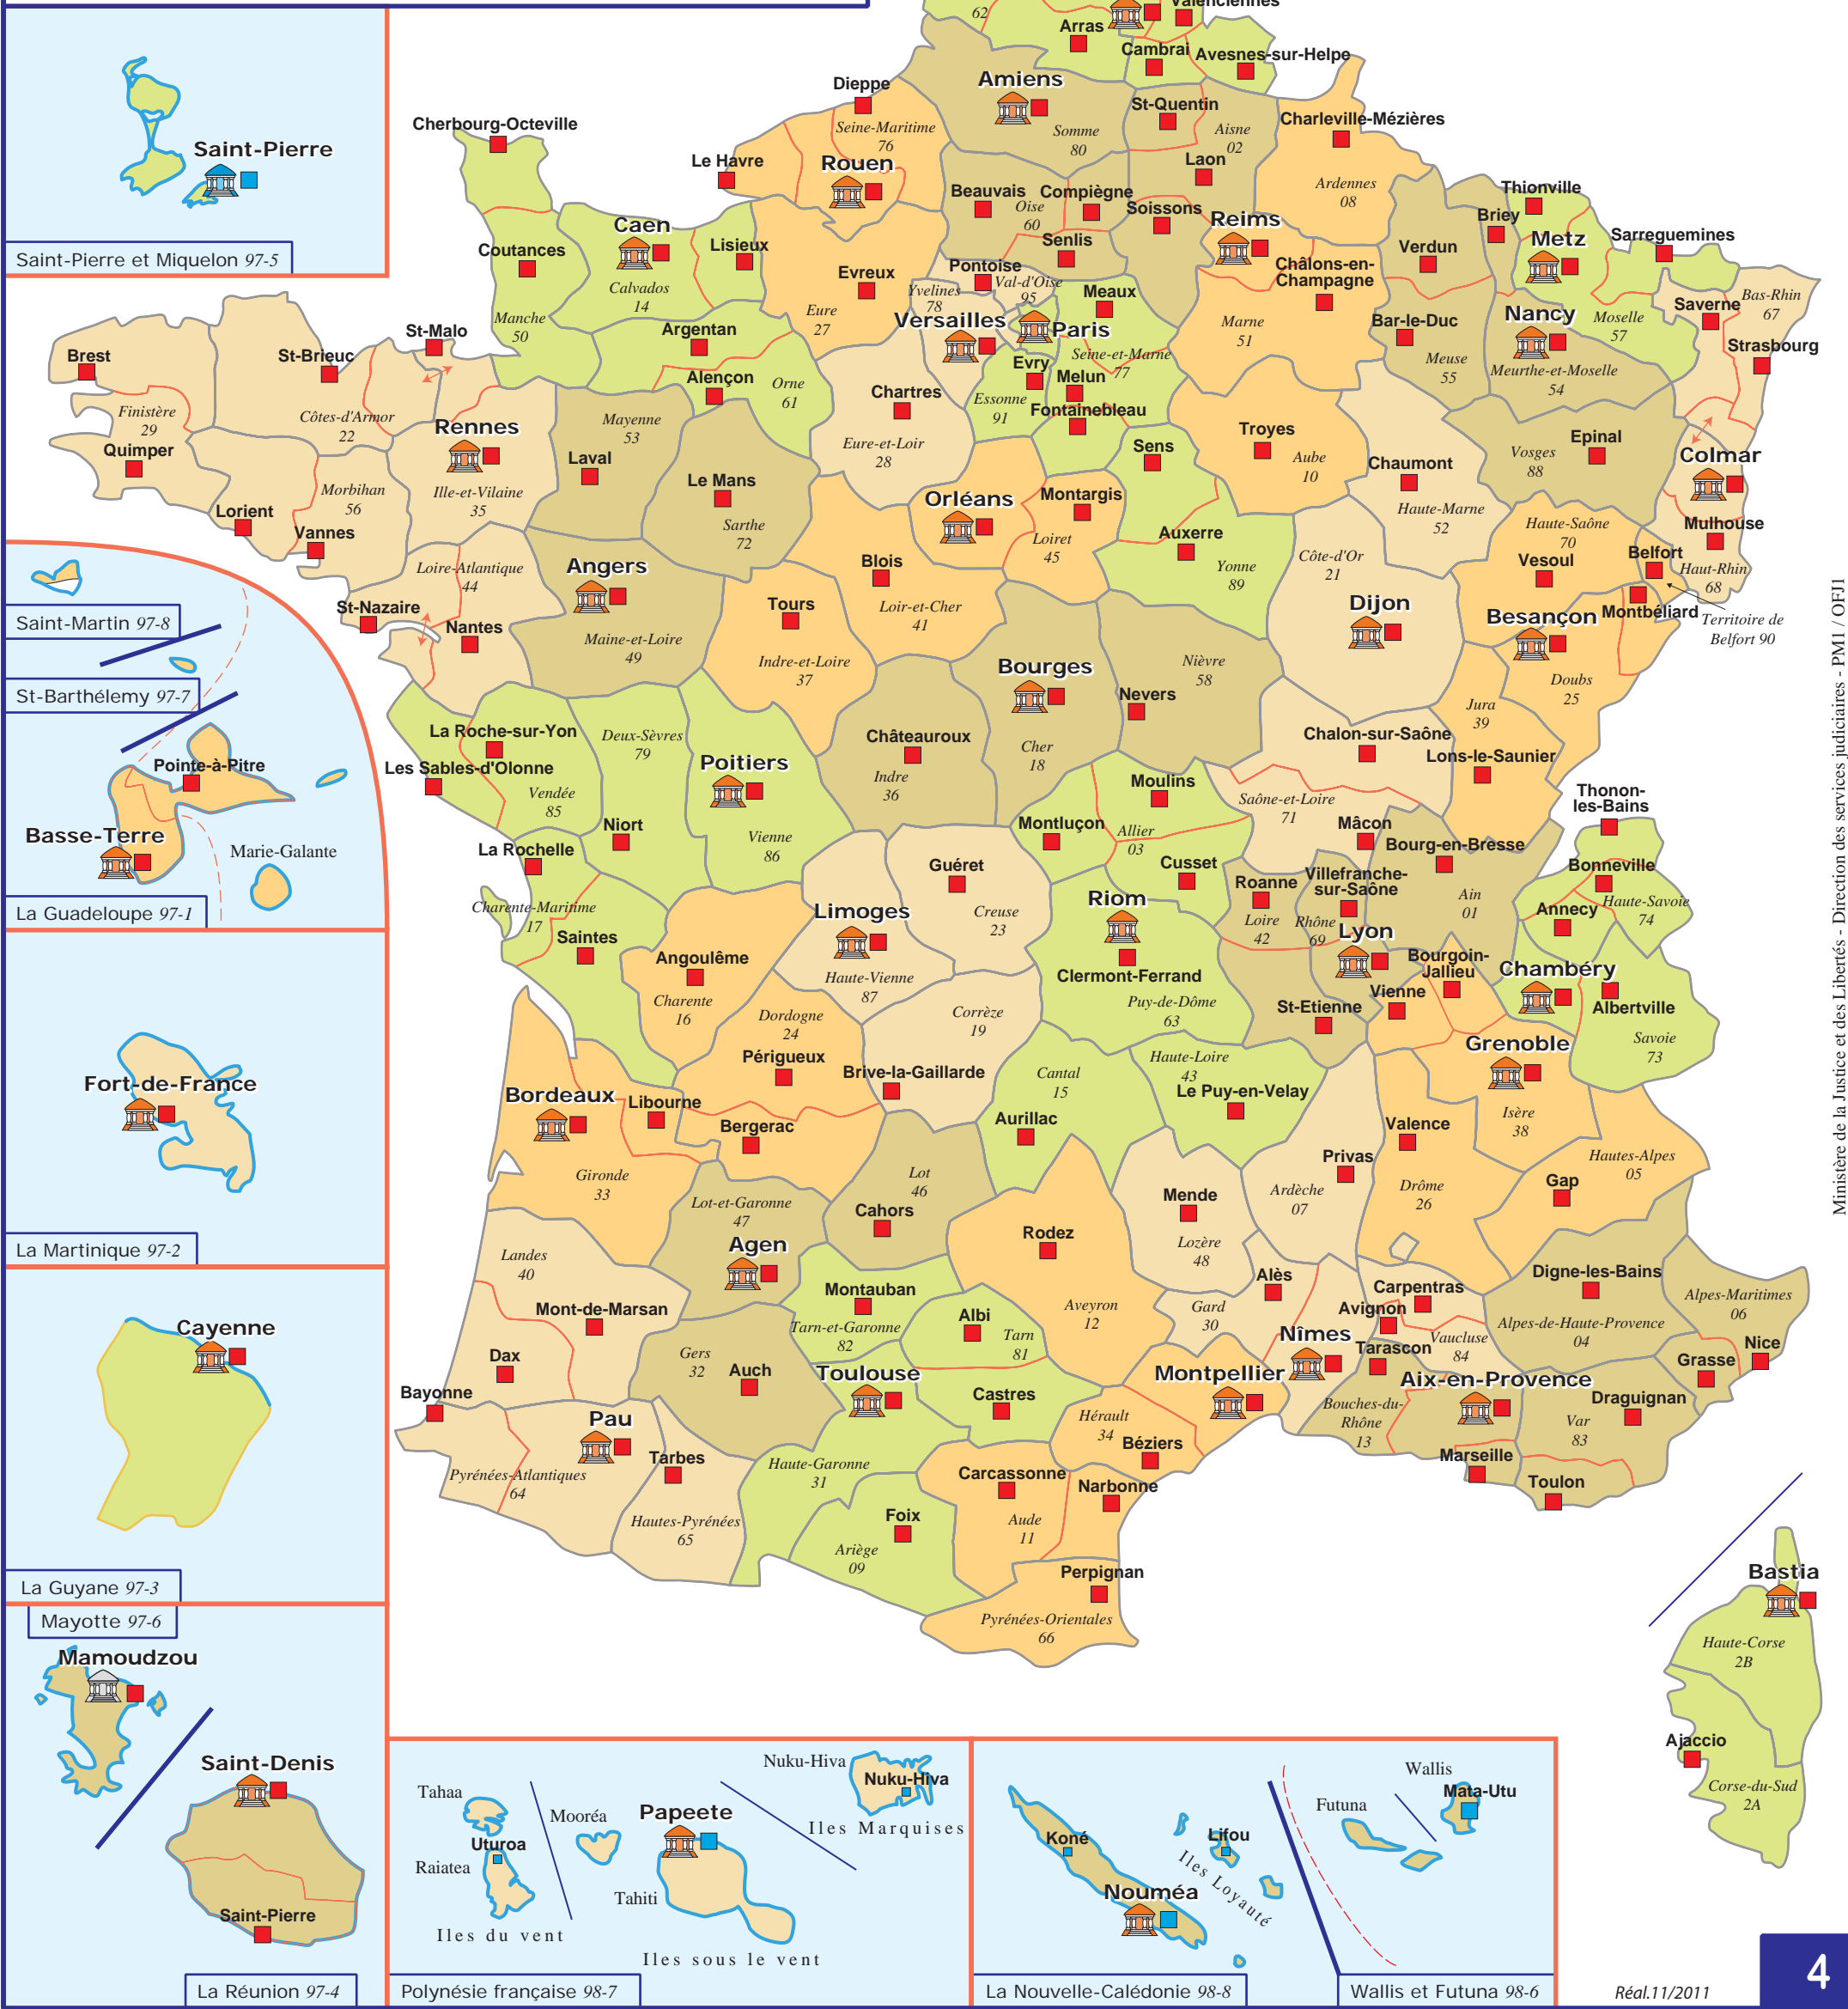 62
Valenciennes
Arras
Cambrai
Avesnes-sur-Helpe
Dieppe
Amiens
St-Quentin
Somme
80
Aisne
02
Charleville-Mézières
Cherbourg-Octeville
Seine-Maritime
76
Le Havre
Rouen
Laon
Ardennes
08
Saint-Pierre
Saint-Pierre et Miquelon 97-5
Beauvais
Compiègne
Oise
60
Soissons
Reims
Senlis
Thionville
Briey
Metz
Sarreguemines
Verdun
Caen
Lisieux
Coutances
Calvados
14
Manche
50
Evreux
Eure
27
Pontoise
Val-d'Oise
95
Yvelines
78
Meaux
Châlons-en-
Champagne
Marne
51
Bar-le-Duc
Meuse
55
Nancy
Moselle
57
Saverne
Bas-Rhin
67
Strasbourg
Versailles
Paris
Seine-et-Marne
77
Evry
Melun
Essonne
91
Fontainebleau
Meurthe-et-Moselle
54
Argentan
Alençon
Orne
61
Chartres
Eure-et-Loir
28
Brest
St-Brieuc
St-Malo
Finistère
29
Quimper
Côtes-d'Armor
22
Rennes
Ille-et-Vilaine
35
Morbihan
56
Lorient
Vannes
Mayenne
53
Laval
Le Mans
Sarthe
72
Sens
Troyes
Aube
10
Chaumont
Haute-Marne
52
Vosges
88
Epinal
Colmar
Mulhouse
Haut-Rhin
68
Orléans
Montargis
Loiret
45
Auxerre
Yonne
89
Côte-d'Or
21
Haute-Saône
70
Vesoul
Belfort
Montbéliard
Territoire de
Belfort 90
Loire-Atlantique
44
St-Nazaire
Nantes
Angers
Maine-et-Loire
49
Blois
Loir-et-Cher
41
Tours
Indre-et-Loire
37
Dijon
Besançon
Doubs
25
Jura
39
Bourges
Cher
18
Nevers
Nièvre
58
Saint-Martin 97-8
St-Barthélemy 97-7
Pointe-à-Pitre
Basse-Terre
Marie-Galante
La Guadeloupe 97-1
La Roche-sur-Yon
Les Sables-d'Olonne
Vendée
85
Deux-Sèvres
79
Poitiers
Vienne
86
Niort
La Rochelle
Charente-Maritime
17
Saintes
Châteauroux
Indre
36
Chalon-sur-Saône
Lons-le-Saunier
Saône-et-Loire
71
Mâcon
Moulins
Montluçon
Allier
03
Cusset
Thonon-
les-Bains
Bourg-en-Bresse
Ain
01
Bonneville
Annecy
Haute-Savoie
74
Guéret
Creuse
23
Limoges
Haute-Vienne
87
Riom
Clermont-Ferrand
Puy-de-Dôme
63
Roanne
Loire
42
Villefranche-
sur-Saône
Rhône
69
Lyon
Bourgoin-
Jallieu
Vienne
St-Etienne
Chambéry
Albertville
Savoie
73
Angoulême
Charente
16
Dordogne
24
Périgueux
Corrèze
19
Brive-la-Gaillarde
Cantal
15
Aurillac
Haute-Loire
43
Le Puy-en-Velay
Grenoble
Isère
38
Valence
Drôme
26
Hautes-Alpes
05
Gap
Fort-de-France
La Martinique 97-2
Bordeaux
Libourne
Bergerac
Gironde
33
Lot-et-Garonne
47
Agen
Lot
46
Cahors
Rodez
Aveyron
12
Mende
Lozère
48
Privas
Ardèche
07
Landes
40
Mont-de-Marsan
Dax
Bayonne
Montauban
Tarn-et-Garonne
82
Albi
Tarn
81
Alès
Gard
30
Nîmes
Carpentras
Avignon
Vaucluse
84
Tarascon
Digne-les-Bains
Alpes-de-Haute-Provence
04
Alpes-Maritimes
06
Nice
Grasse
Gers
32
Auch
Toulouse
Castres
Montpellier
Hérault
34
Béziers
Aix-en-Provence
Bouches-du-
Rhône
13
Draguignan
Var
83
Marseille
Toulon
Pau
Pyrénées-Atlantiques
64
Tarbes
Hautes-Pyrénées
65
Haute-Garonne
31
Foix
Ariège
09
Carcassonne
Aude
11
Narbonne
Perpignan
Pyrénées-Orientales
66
Cayenne
La Guyane 97-3
Mayotte 97-6
Mamoudzou
Saint-Denis
Saint-Pierre
La Réunion 97-4
Bastia
Haute-Corse
2B
Ajaccio
Corse-du-Sud
2A
Tahaa
Uturoa
Raiatea
Iles du vent
Mooréa
Papeete
Tahiti
Iles sous le vent
Nuku-Hiva
Nuku-Hiva
Iles Marquises
Polynésie française 98-7
Koné
Lifou
Iles Loyauté
Nouméa
La Nouvelle-Calédonie 98-8
Wallis
Mata-Utu
Futuna
Wallis et Futuna 98-6
Ministère de la Justice et des Libertés - Direction des services judiciaires - PM1 / OFJ
Réal.11/2011
4